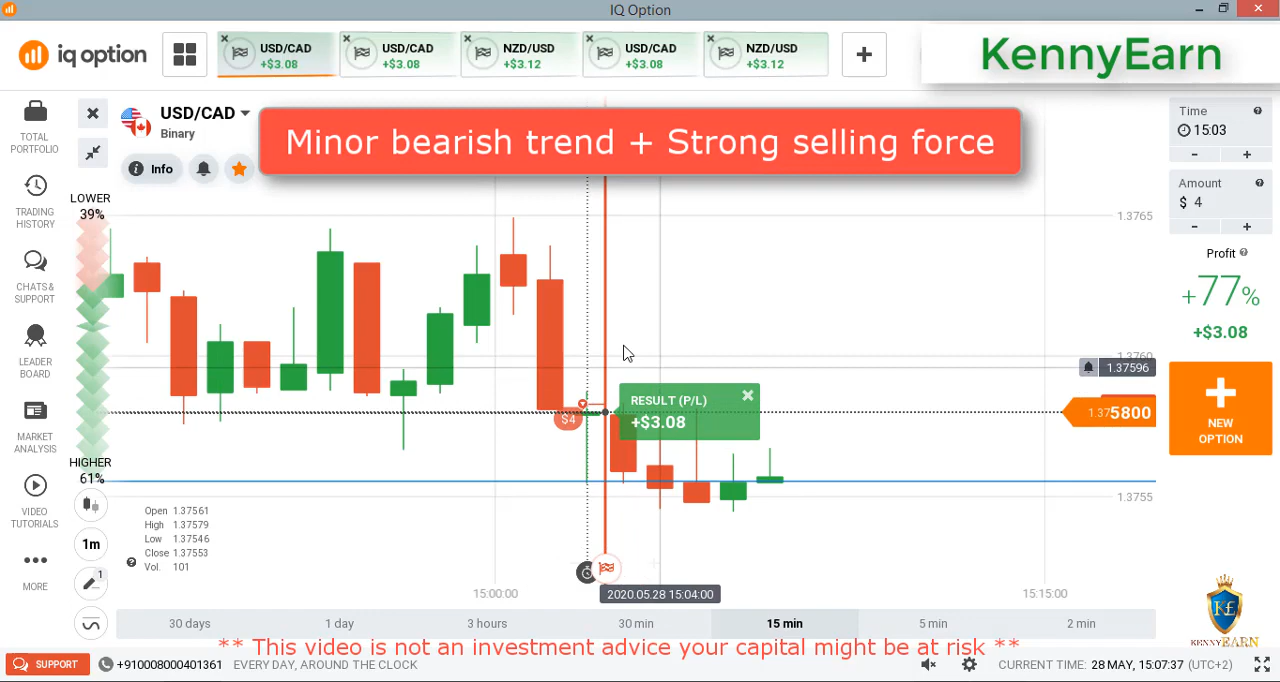 IQ Option
iq option
USD/CAD
+$3.08
USD/CAD
+$3.08
NZD/USD
+$3.12
USD/CAD
+$3.08
NZD/USD
+$3.12
KennyEarn
TOTAL
PORTFOLIO
TRADING
HISTORY
CHATS &
SUPPORT
LEADER
BOARD
MARKET
ANALYSIS
VIDEO
TUTORIALS
MORE
USD/CAD
Binary
Info
Minor bearish trend + Strong selling force
LOWER
39%
HIGHER
61%
1m
1
Open 1.37561
High 1.37579
Low 1.37546
Close 1.37553
Vol. 101
$4
RESULT (P/L)
+$3.08
1.3765
1.3760
1.37596
1.375800
1.3755
15:00:00
2020.05.28 15:04:00
15:15:00
30 days
1 day
3 hours
30 min
15 min
5 min
2 min
Time
15:03
- +
Amount
$ 4
- +
Profit
+77%
+$3.08
NEW
OPTION
K£
KENNYEARN
** This video is not an investment advice your capital might be at risk **
SUPPORT
+910008000401361
EVERY DAY, AROUND THE CLOCK
CURRENT TIME: 28 MAY, 15:07:37 (UTC+2)